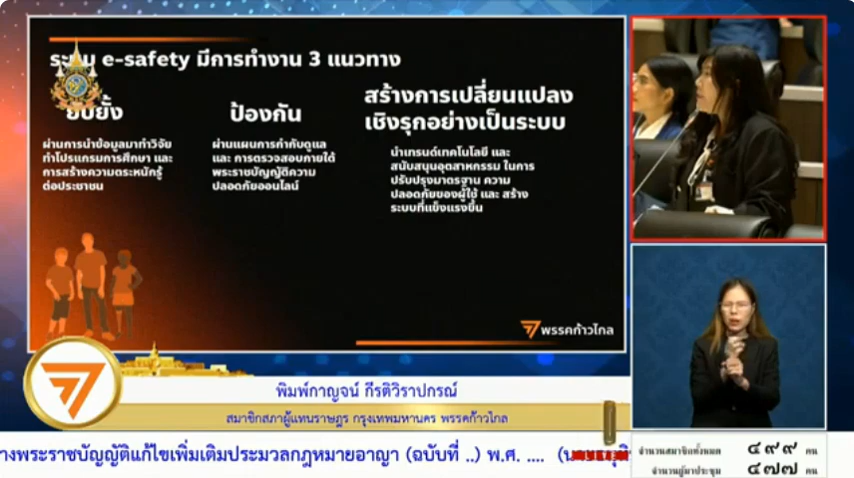 ระบบ e-safety มีการทำงาน 3 แนวทาง
ยับยั้ง
ผ่านการนำข้อมูลมาทำวิจัย
ทำโปรแกรมการศึกษา และ
การสร้างความตระหนักรู้
ต่อประชาชน
ป้องกัน
ผ่านแผนการกำกับดูแล
และ การตรวจสอบภายใต้
พระราชบัญญัติความ
ปลอดภัยออนไลน์
สร้างการเปลี่ยนแปลง
เชิงรุกอย่างเป็นระบบ
นำเทรนด์เทคโนโลยี และ
สนับสนุนอุตสาหกรรม ในการ
ปรับปรุงมาตรฐาน ความ
ปลอดภัยของผู้ใช้ และ สร้าง
ระบบที่แข็งแรงขึ้น
พรรคก้าวไกล
พิมพ์กาญจน์ กีรติวิราปกรณ์
สมาชิกสภาผู้แทนราษฎร กรุงเทพมหานคร พรรคก้าวไกล
างพระราชบัญญัติแก้ไขเพิ่มเติมประมวลกฎหมายอาญา (ฉบับที่ ..) พ.ศ. ....
จำนวนสมาชิกทั้งหมด ๔๙๙ คน
จำนวนผู้มาประชุม ๔๗๗ คน